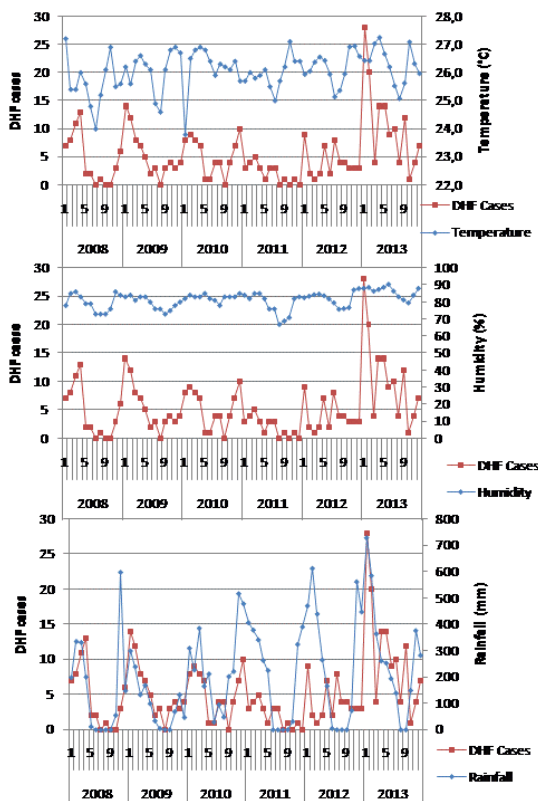 30 28,0
25 27,0
20 26,0
15 25,0
10 24,0
5 23,0
0 22,0
DHF cases
Temperature (°C)
1 5 9 1 5 9 1 5 9 1 5 9 1 5 9 1 5 9
2008 2009 2010 2011 2012 2013
DHF Cases
Temperature
30 100
25 90
20 80
15 70
10 60
5 50
0 40
30
20
10
0
DHF cases
Humidity (%)
1 5 9 1 5 9 1 5 9 1 5 9 1 5 9 1 5 9
2008 2009 2010 2011 2012 2013
DHF Cases
Humidity
30 800
25 700
20 600
15 500
10 400
5 300
0 200
100
0
DHF cases
Rainfall (mm)
1 5 9 1 5 9 1 5 9 1 5 9 1 5 9 1 5 9
2008 2009 2010 2011 2012 2013
DHF Cases
Rainfall